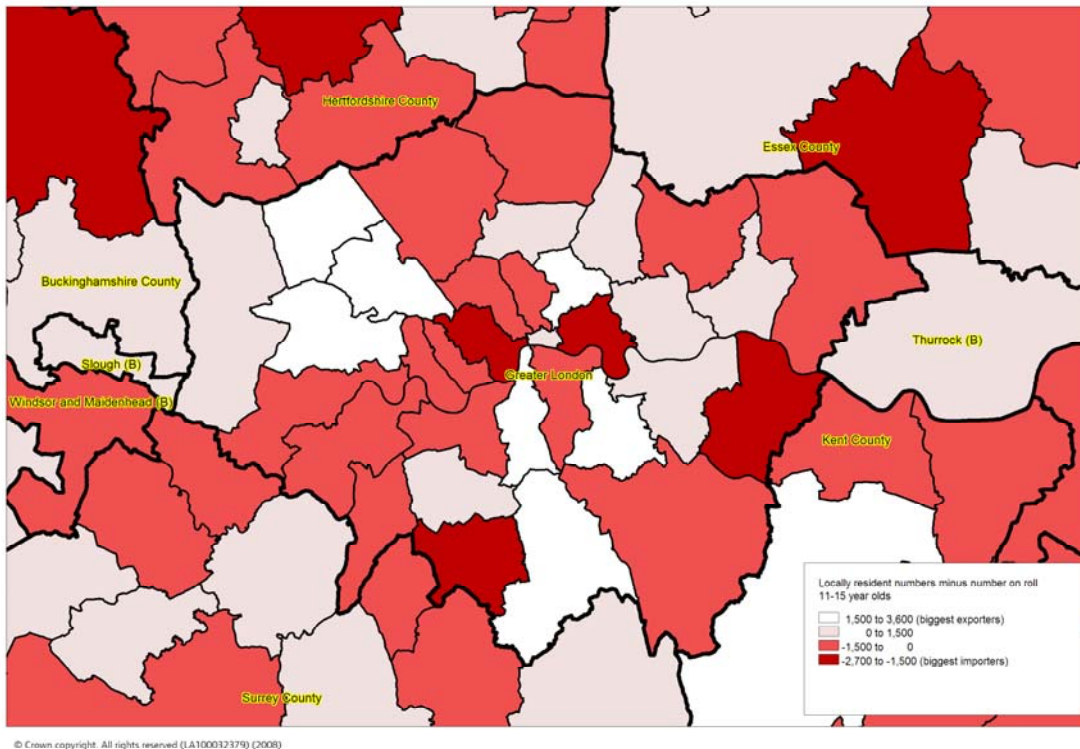 Hertfordshire County
Essex County
Buckinghamshire County
Slough (B)
Windsor and Maidenhead (B)
Greater London
Thurrock (B)
Kent County
Surrey County
Locally resident numbers minus number on roll
11-15 year olds
1,500 to 3,600 (biggest exporters)
0 to 1,500
-1,500 to 0
-2,700 to -1,500 (biggest importers)
© Crown copyright. All rights reserved (LA100032379) (2008)